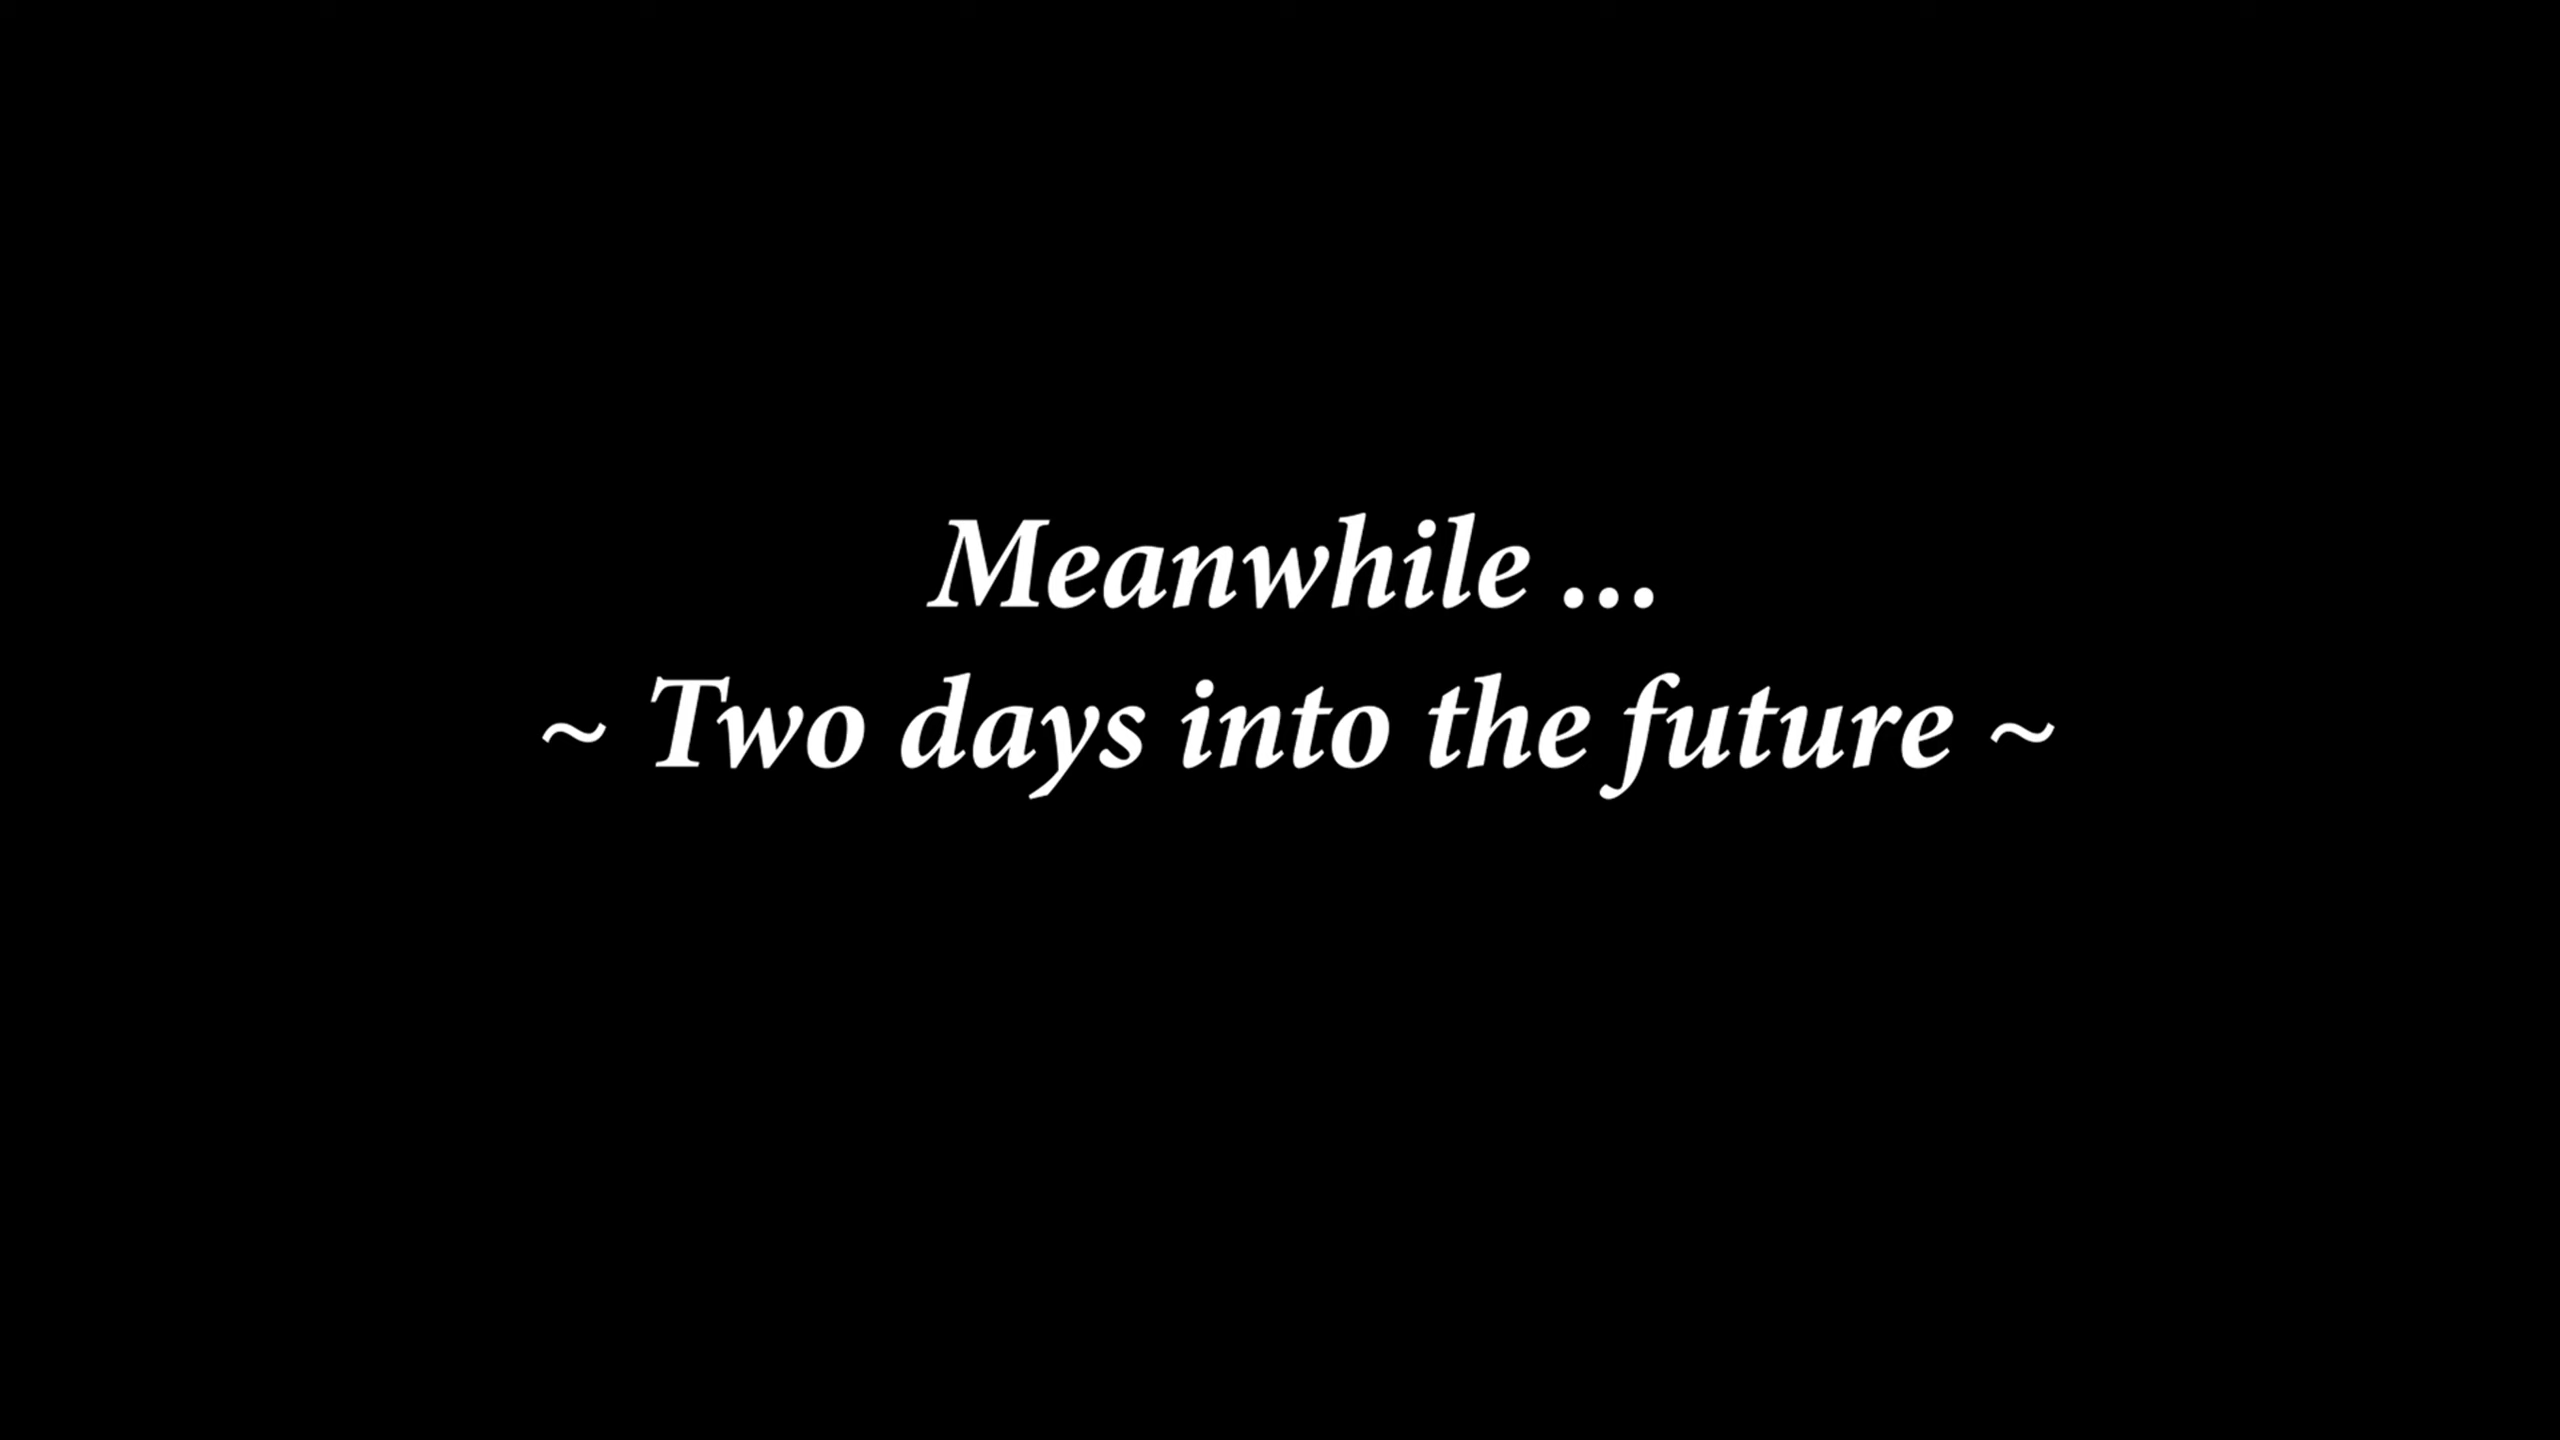 Meanwhile ...
~ Two days into the future ~